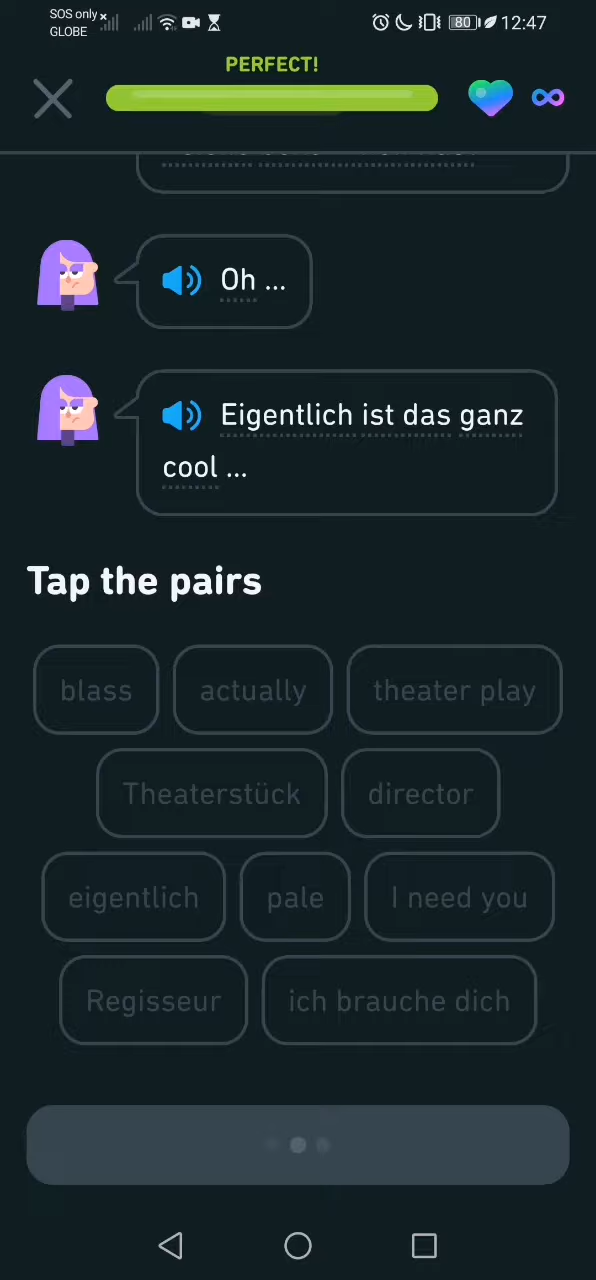 SOS only
GLOBE
80
12:47
PERFECT!
Oh ...
Eigentlich ist das ganz
cool ...
Tap the pairs
blass actually theater play
Theaterstück director
eigentlich pale I need you
Regisseur ich brauche dich